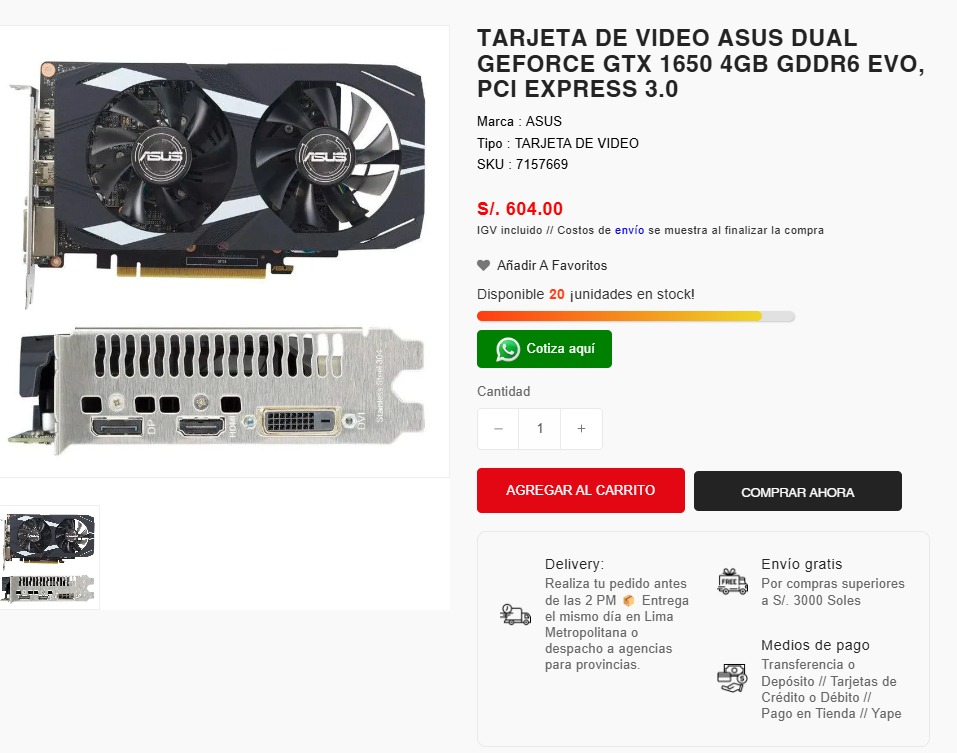 TARJETA DE VIDEO ASUS DUAL
GEFORCE GTX 1650 4GB GDDR6 EVO,
PCI EXPRESS 3.0
Marca : ASUS
Tipo : TARJETA DE VIDEO
SKU : 7157669
S/. 604.00
IGV incluido // Costos de envío se muestra al finalizar la compra
Añadir A Favoritos
Disponible 20 ¡unidades en stock!
Cotiza aquí
Cantidad
− 1 +
AGREGAR AL CARRITO
COMPRAR AHORA
Delivery:
Realiza tu pedido antes
de las 2 PM 📦 Entrega
el mismo día en Lima
Metropolitana o
despacho a agencias
para provincias.
FREE
Envío gratis
Por compras superiores
a S/. 3000 Soles
Medios de pago
Transferencia o
Depósito // Tarjetas de
Crédito o Débito //
Pago en Tienda // Yape
ASUS
ASUS
ASUS
DP
HDMI
DVI
Stainless Steel 304